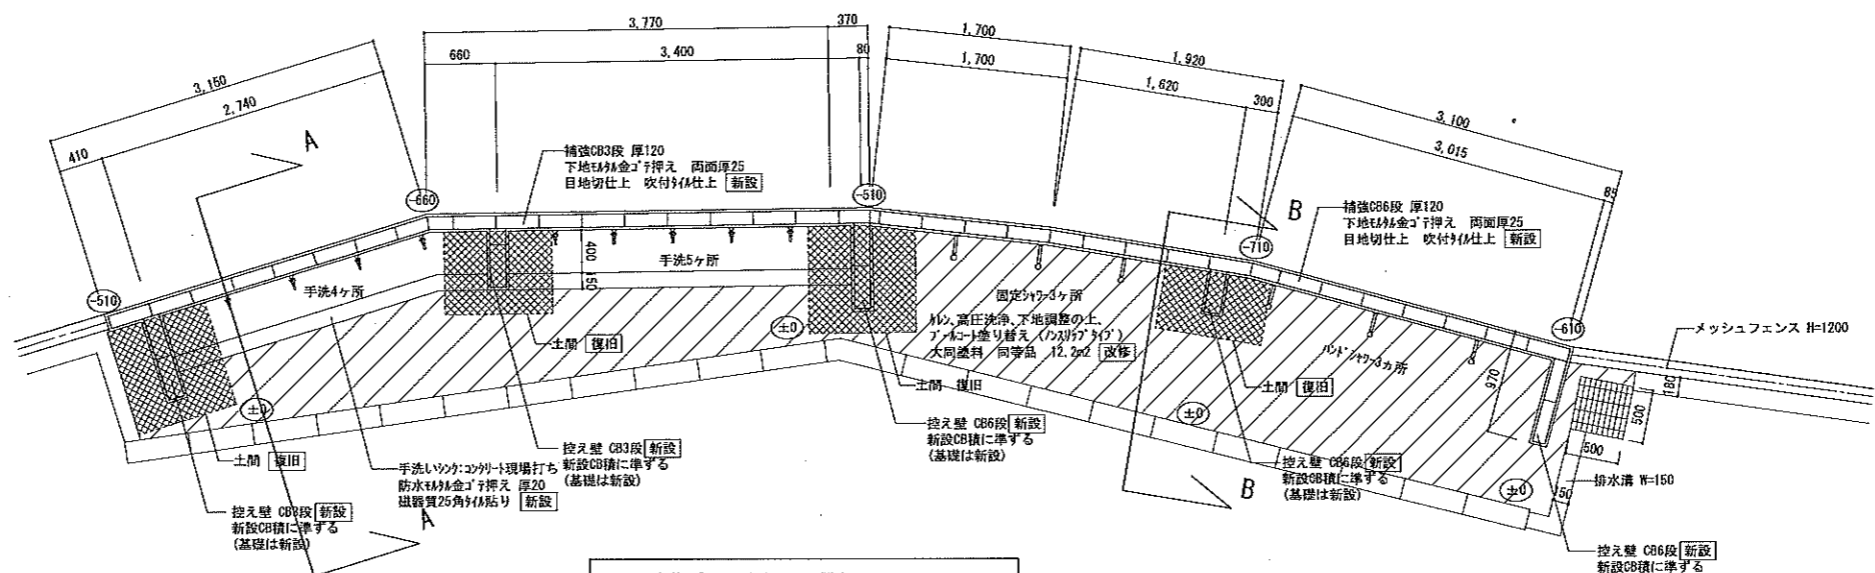 3,150
2,740
410
A
3,770
370
660
3,400
80
1,700
1,700
1,920
1,620
300
3,100
3,015
85
補強CB3段 厚120
下地ﾓﾙﾀﾙ金ｺﾞﾃ押え 両面厚25
目地切仕上 吹付ﾀｲﾙ仕上 新設
補強CB6段 厚120
下地ﾓﾙﾀﾙ金ｺﾞﾃ押え 両面厚25
目地切仕上 吹付ﾀｲﾙ仕上 新設
B
-510
-660
-510
-710
-610
メッシュフェンス H=1200
手洗4ヶ所
手洗5ヶ所
400
150
固定ｼｬﾜｰ3ヶ所
ｹﾚﾝ、高圧洗浄、下地調整の上、
ﾌﾟｰﾙｺｰﾄ塗り替え (ﾉﾝｽﾘｯﾌﾟﾀｲﾌﾟ)
大同塗料 同等品 12.2m2 改修
ﾊﾝﾄﾞｼｬﾜｰ3カ所
970
180
500
500
150
±0
±0
±0
±0
土間 復旧
土間 復旧
土間 復旧
土間 復旧
手洗いｼﾝｸ:ｺﾝｸﾘｰﾄ現場打ち
防水ﾓﾙﾀﾙ金ｺﾞﾃ押え 厚20
磁器質25角ﾀｲﾙ貼り 新設
控え壁 CB3段 新設
新設CB積に準ずる
(基礎は新設)
控え壁 CB3段 新設
新設CB積に準ずる
(基礎は新設)
控え壁 CB6段 新設
新設CB積に準ずる
(基礎は新設)
控え壁 CB6段 新設
新設CB積に準ずる
(基礎は新設)
排水溝 W=150
控え壁 CB6段 新設
新設CB積に準ずる
A
B